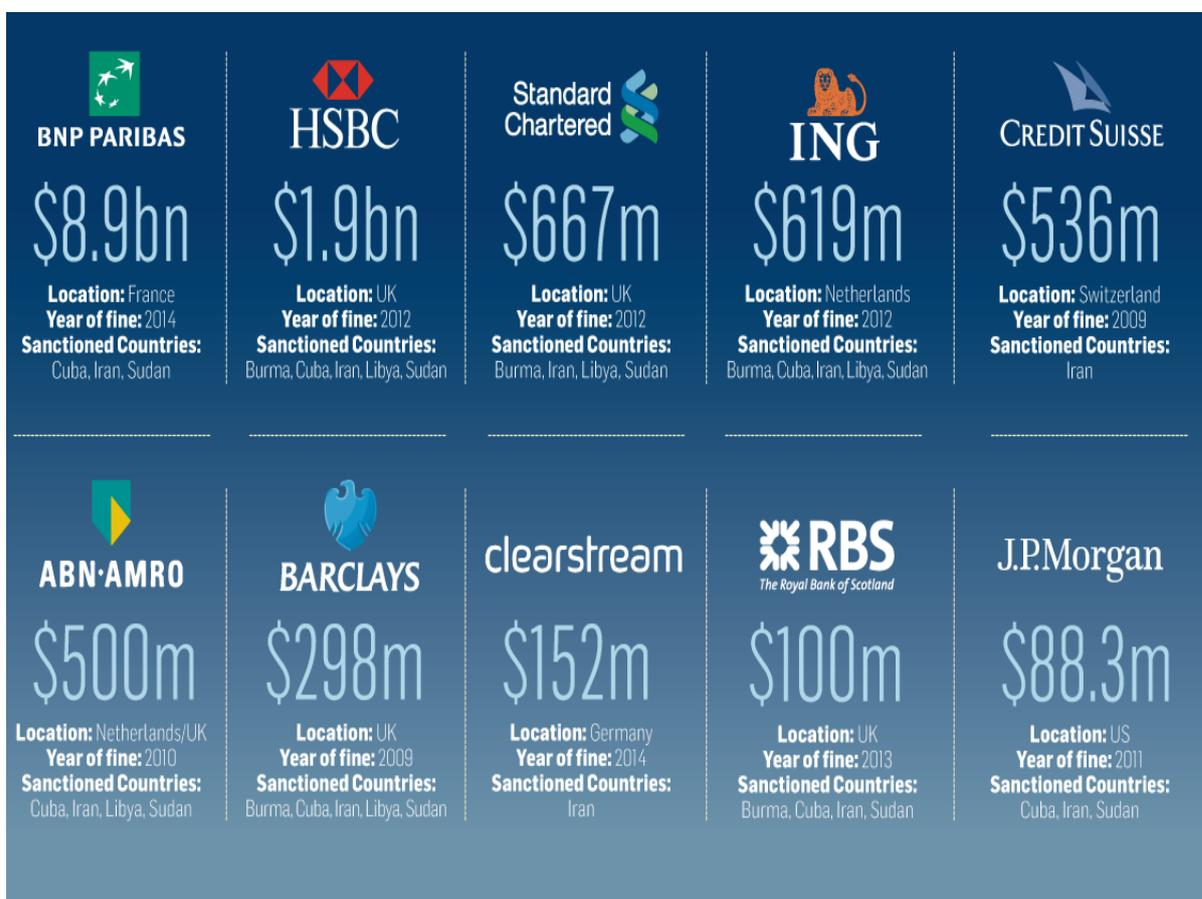 BNP PARIBAS
$8.9bn
Location: France
Year of fine: 2014
Sanctioned Countries:
Cuba, Iran, Sudan
HSBC
$1.9bn
Location: UK
Year of fine: 2012
Sanctioned Countries:
Burma, Cuba, Iran, Libya, Sudan
Standard
Chartered
$667m
Location: UK
Year of fine: 2012
Sanctioned Countries:
Burma, Iran, Libya, Sudan
ING
$619m
Location: Netherlands
Year of fine: 2012
Sanctioned Countries:
Burma, Cuba, Iran, Libya, Sudan
CREDIT SUISSE
$536m
Location: Switzerland
Year of fine: 2009
Sanctioned Countries:
Iran
ABN·AMRO
$500m
Location: Netherlands/UK
Year of fine: 2010
Sanctioned Countries:
Cuba, Iran, Libya, Sudan
BARCLAYS
$298m
Location: UK
Year of fine: 2009
Sanctioned Countries:
Burma, Cuba, Iran, Libya, Sudan
clearstream
$152m
Location: Germany
Year of fine: 2014
Sanctioned Countries:
Iran
RBS
The Royal Bank of Scotland
$100m
Location: UK
Year of fine: 2013
Sanctioned Countries:
Burma, Cuba, Iran, Sudan
J.P.Morgan
$88.3m
Location: US
Year of fine: 2011
Sanctioned Countries:
Cuba, Iran, Sudan